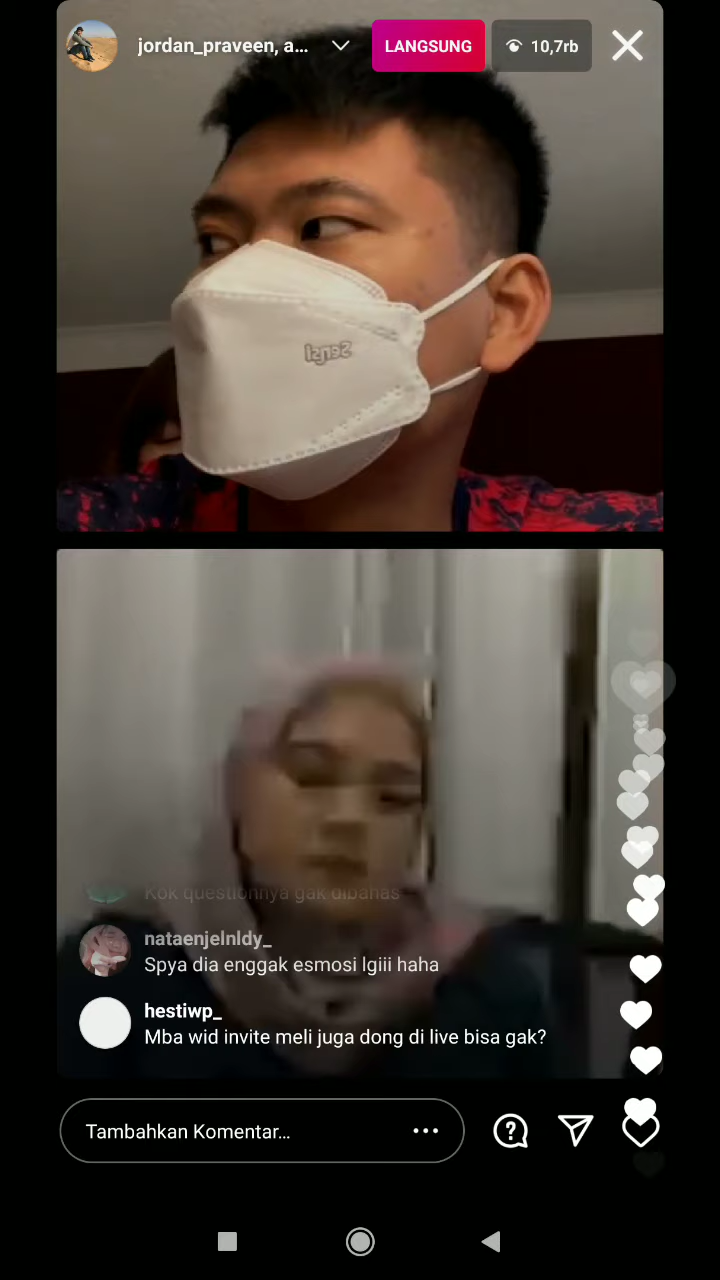 jordan_praveen, a...
LANGSUNG
10,7rb
Sensi
Kok questionnya gak dibahas
nataenjelnldy_
Spya dia enggak esmosi lgiii haha
hestiwp_
Mba wid invite meli juga dong di live bisa gak?
Tambahkan Komentar...